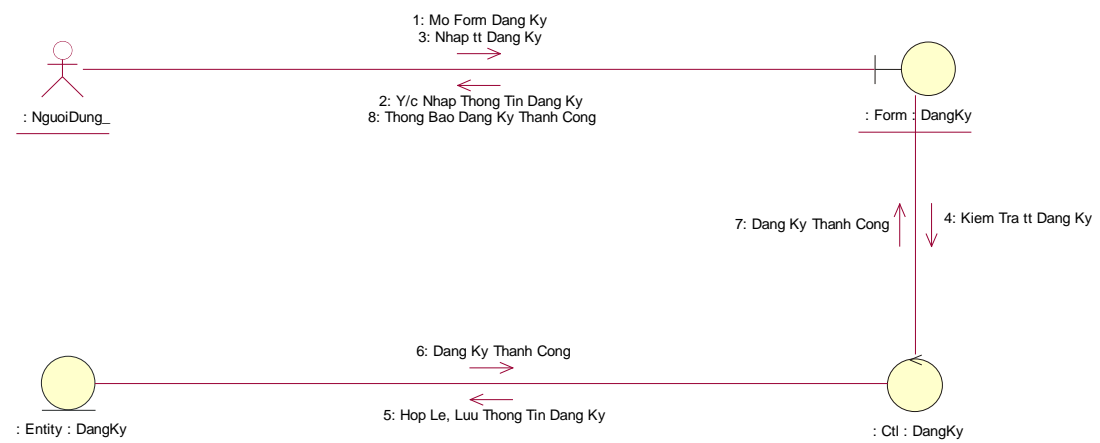 1: Mo Form Dang Ky
3: Nhap tt Dang Ky
2: Y/c Nhap Thong Tin Dang Ky
8: Thong Bao Dang Ky Thanh Cong
: NguoiDung_
: Form : DangKy
7: Dang Ky Thanh Cong
4: Kiem Tra tt Dang Ky
6: Dang Ky Thanh Cong
5: Hop Le, Luu Thong Tin Dang Ky
: Entity : DangKy
: Ctl : DangKy